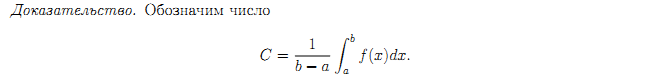 Доказательство. Обозначим число
C = \frac{1}{b-a} \int_a^b f(x)dx.